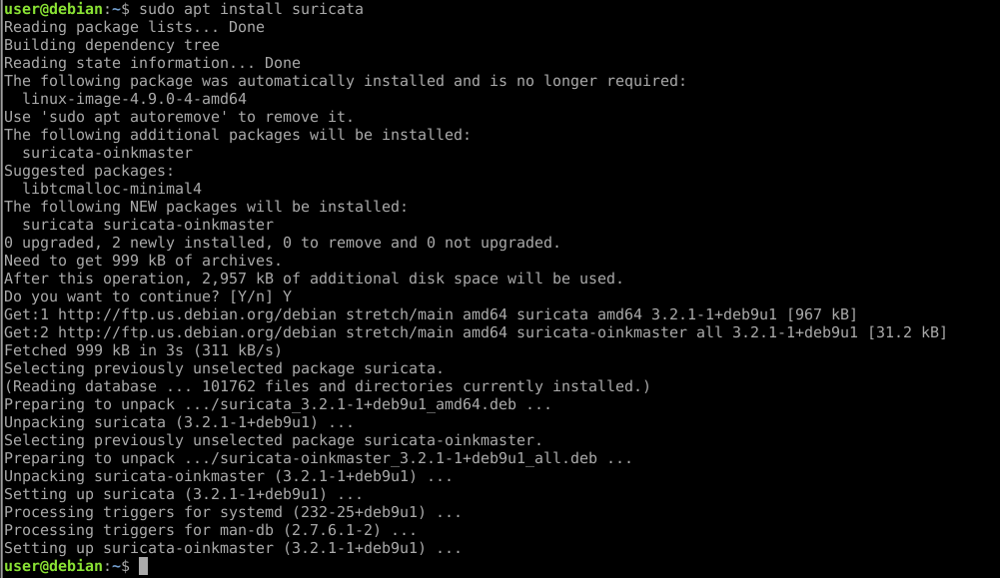 user@debian:~$ sudo apt install suricata
Reading package lists... Done
Building dependency tree
Reading state information... Done
The following package was automatically installed and is no longer required:
  linux-image-4.9.0-4-amd64
Use 'sudo apt autoremove' to remove it.
The following additional packages will be installed:
  suricata-oinkmaster
Suggested packages:
  libtcmalloc-minimal4
The following NEW packages will be installed:
  suricata suricata-oinkmaster
0 upgraded, 2 newly installed, 0 to remove and 0 not upgraded.
Need to get 999 kB of archives.
After this operation, 2,957 kB of additional disk space will be used.
Do you want to continue? [Y/n] Y
Get:1 http://ftp.us.debian.org/debian stretch/main amd64 suricata amd64 3.2.1-1+deb9u1 [967 kB]
Get:2 http://ftp.us.debian.org/debian stretch/main amd64 suricata-oinkmaster all 3.2.1-1+deb9u1 [31.2 kB]
Fetched 999 kB in 3s (311 kB/s)
Selecting previously unselected package suricata.
(Reading database ... 101762 files and directories currently installed.)
Preparing to unpack .../suricata_3.2.1-1+deb9u1_amd64.deb ...
Unpacking suricata (3.2.1-1+deb9u1) ...
Selecting previously unselected package suricata-oinkmaster.
Preparing to unpack .../suricata-oinkmaster_3.2.1-1+deb9u1_all.deb ...
Unpacking suricata-oinkmaster (3.2.1-1+deb9u1) ...
Setting up suricata (3.2.1-1+deb9u1) ...
Processing triggers for systemd (232-25+deb9u1) ...
Processing triggers for man-db (2.7.6.1-2) ...
Setting up suricata-oinkmaster (3.2.1-1+deb9u1) ...
user@debian:~$